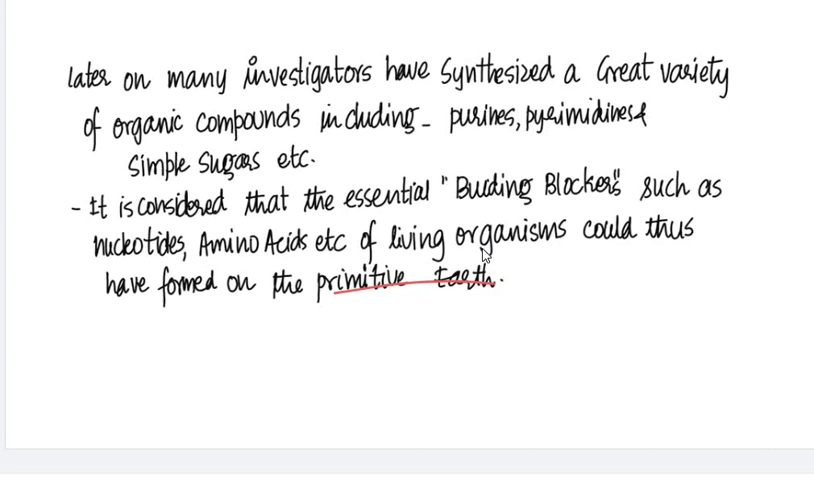 later on many investigators have Synthesized a Great variety
of organic compounds including - purines, pyrimidines &
Simple Sugars etc.
- It is considered that the essential "Buiding Blockers" such as
nucleotides, Amino Acids etc of living organisms could thus
have formed on the primitive Earth.